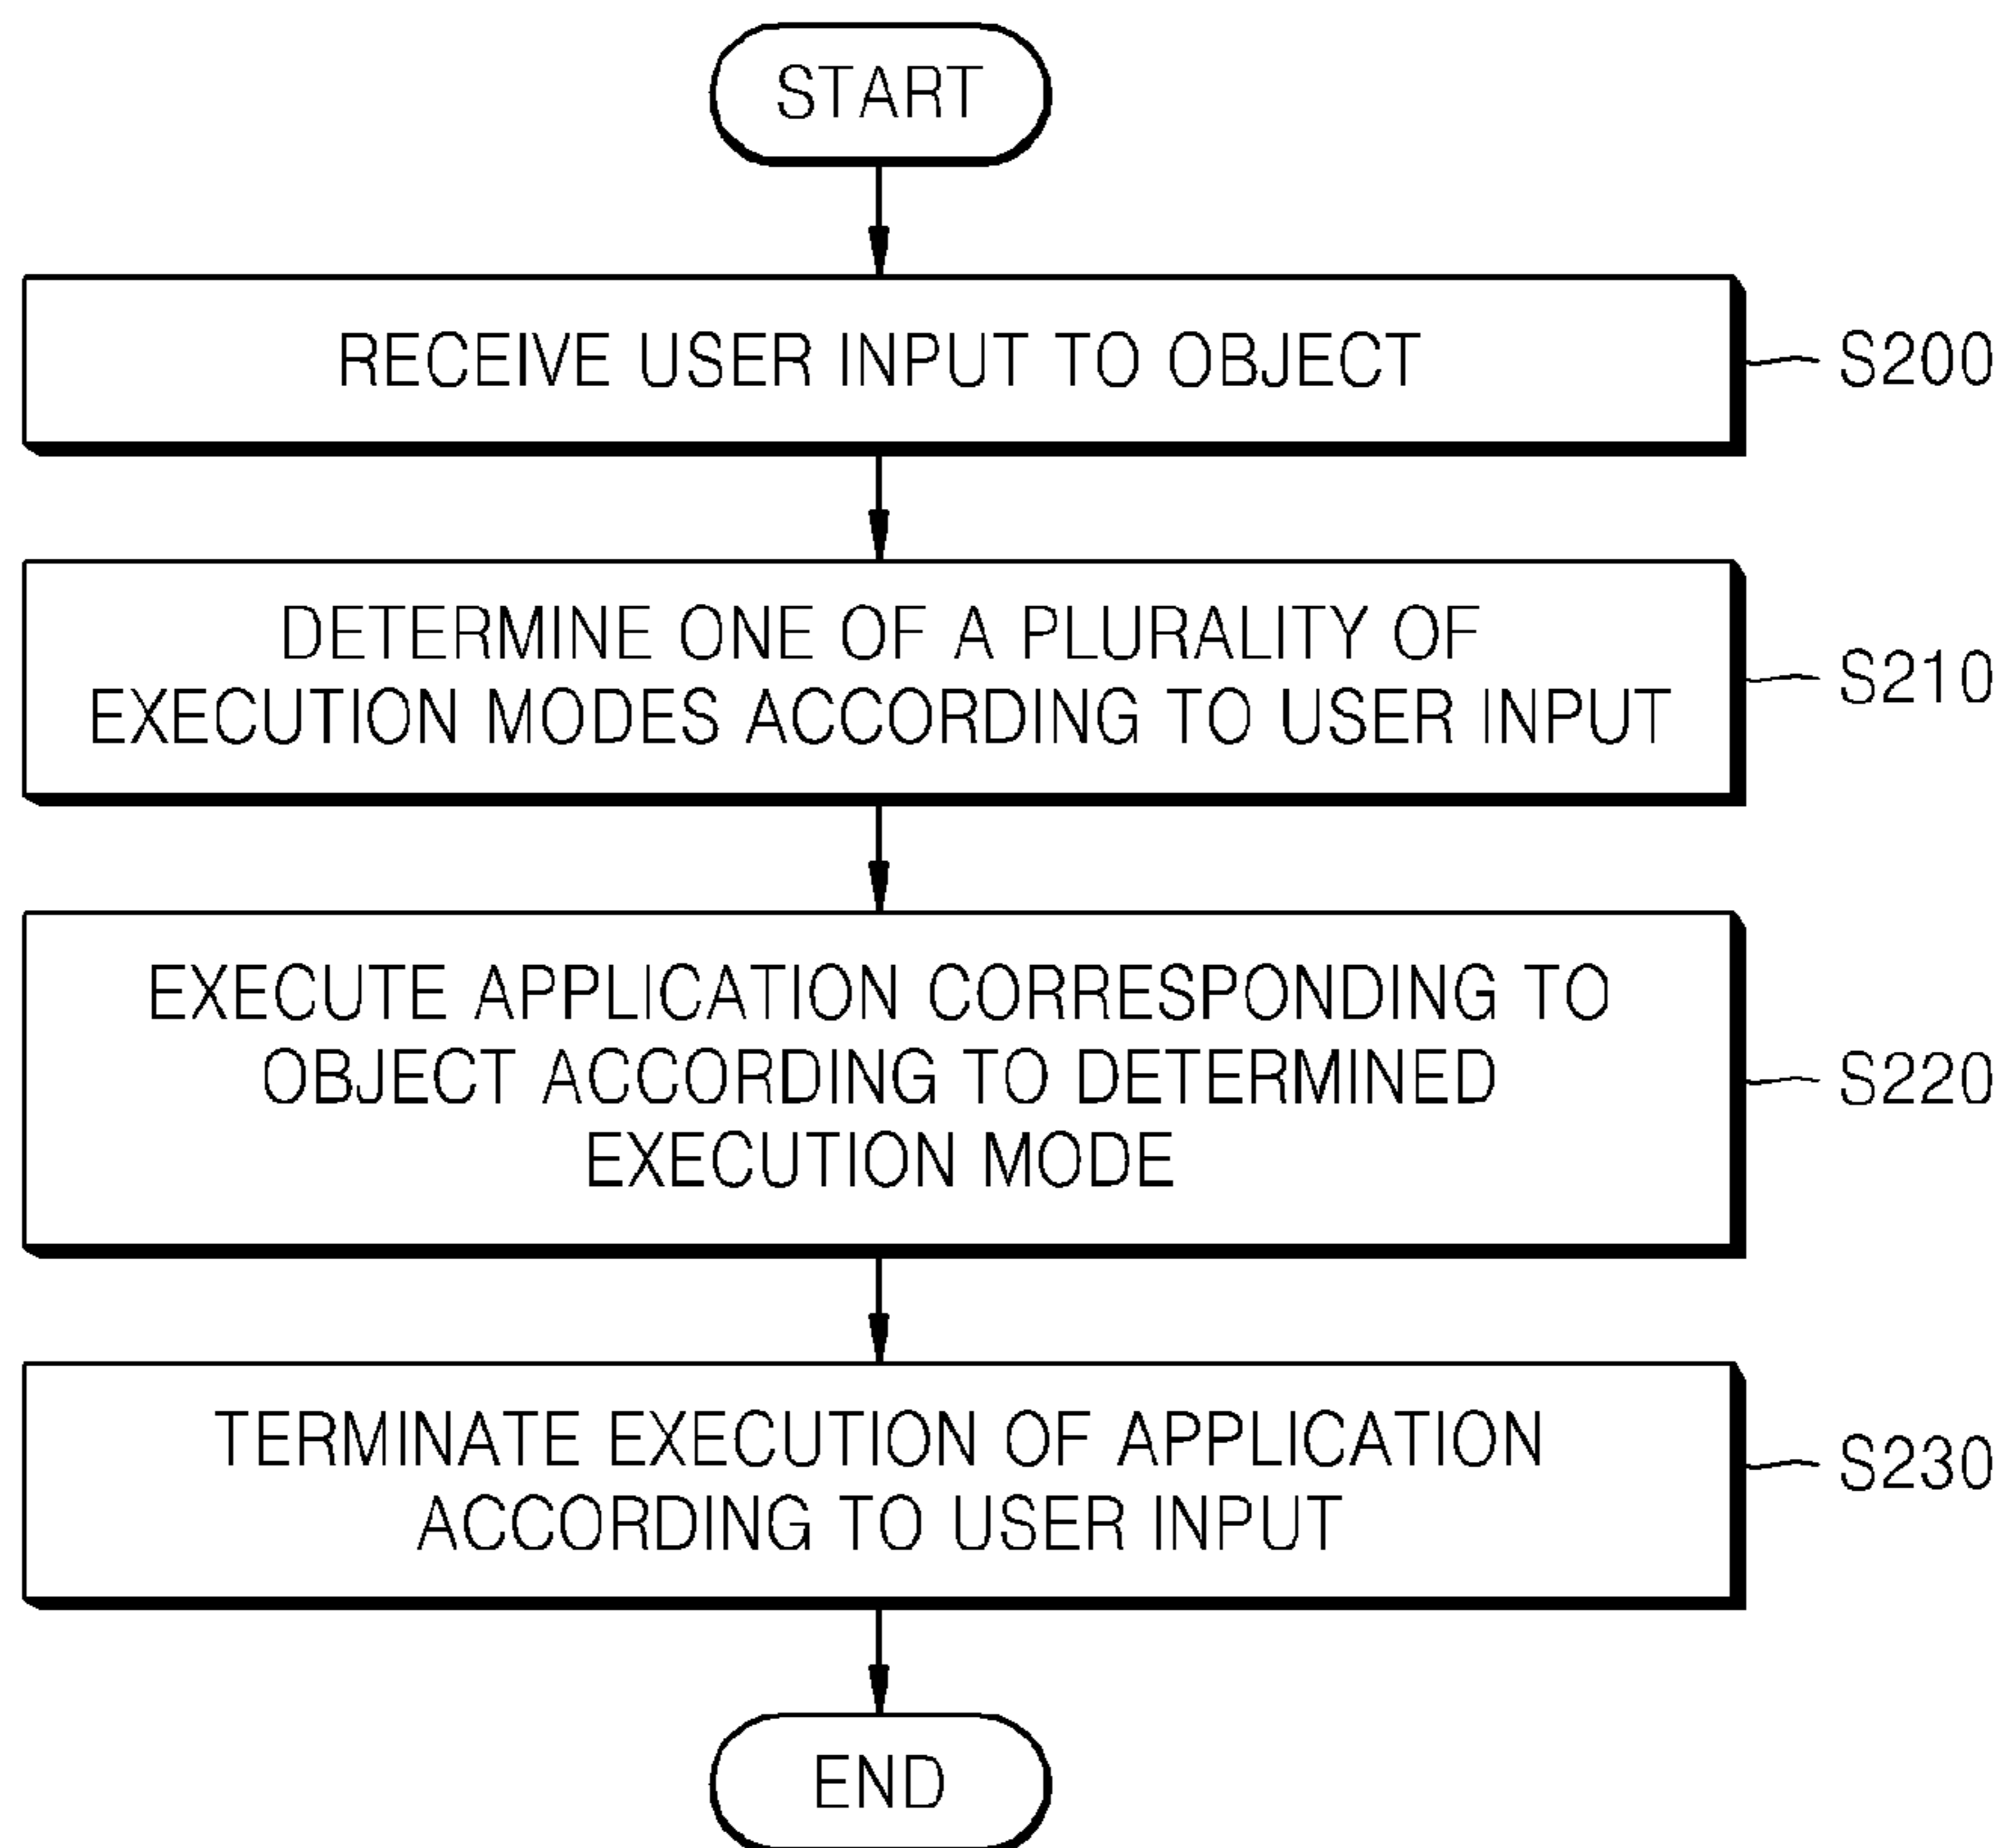 START
RECEIVE USER INPUT TO OBJECT
S200
DETERMINE ONE OF A PLURALITY OF
EXECUTION MODES ACCORDING TO USER INPUT
S210
EXECUTE APPLICATION CORRESPONDING TO
OBJECT ACCORDING TO DETERMINED
EXECUTION MODE
S220
TERMINATE EXECUTION OF APPLICATION
ACCORDING TO USER INPUT
S230
END